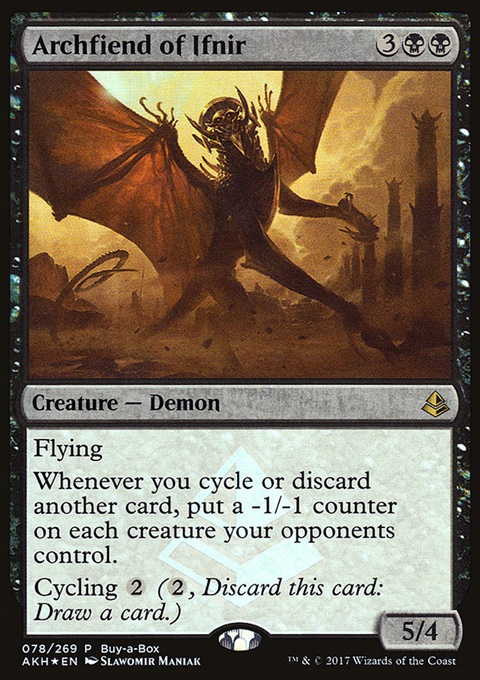 Archfiend of Ifnir 3
Creature — Demon
Flying
Whenever you cycle or discard
another card, put a -1/-1 counter
on each creature your opponents
control.
Cycling 2 (2, Discard this card:
Draw a card.)
5/4
078/269 P Buy-a-Box
AKH★EN Slawomir Maniak
™ & © 2017 Wizards of the Coast